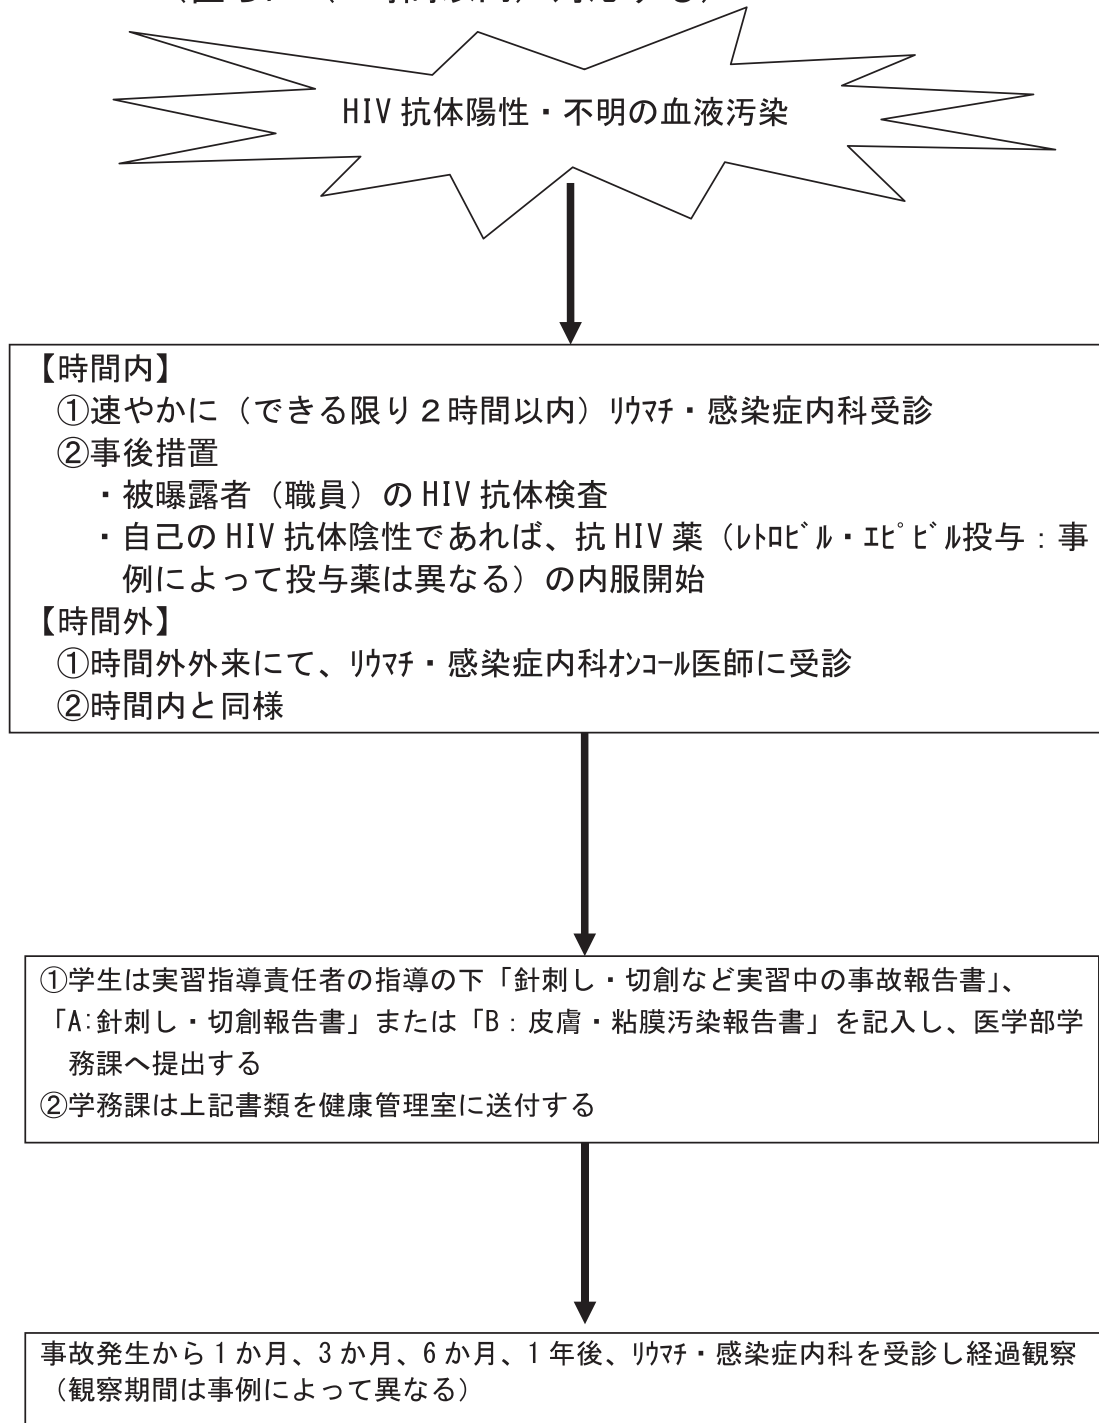 HIV 抗体陽性・不明の血液汚染
【時間内】
①速やかに（できる限り２時間以内）ﾘｳﾏﾁ・感染症内科受診
②事後措置
・被曝露者（職員）の HIV 抗体検査
・自己の HIV 抗体陰性であれば、抗 HIV 薬（ﾚﾄﾛﾋﾞﾙ・ｴﾋﾟﾋﾞﾙ投与：事
例によって投与薬は異なる）の内服開始
【時間外】
①時間外外来にて、ﾘｳﾏﾁ・感染症内科ｵﾝｺｰﾙ医師に受診
②時間内と同様
①学生は実習指導責任者の指導の下「針刺し・切創など実習中の事故報告書」、
「A:針刺し・切創報告書」または「B：皮膚・粘膜汚染報告書」を記入し、医学部学
務課へ提出する
②学務課は上記書類を健康管理室に送付する
事故発生から 1 か月、3 か月、6 か月、1 年後、ﾘｳﾏﾁ・感染症内科を受診し経過観察
（観察期間は事例によって異なる）